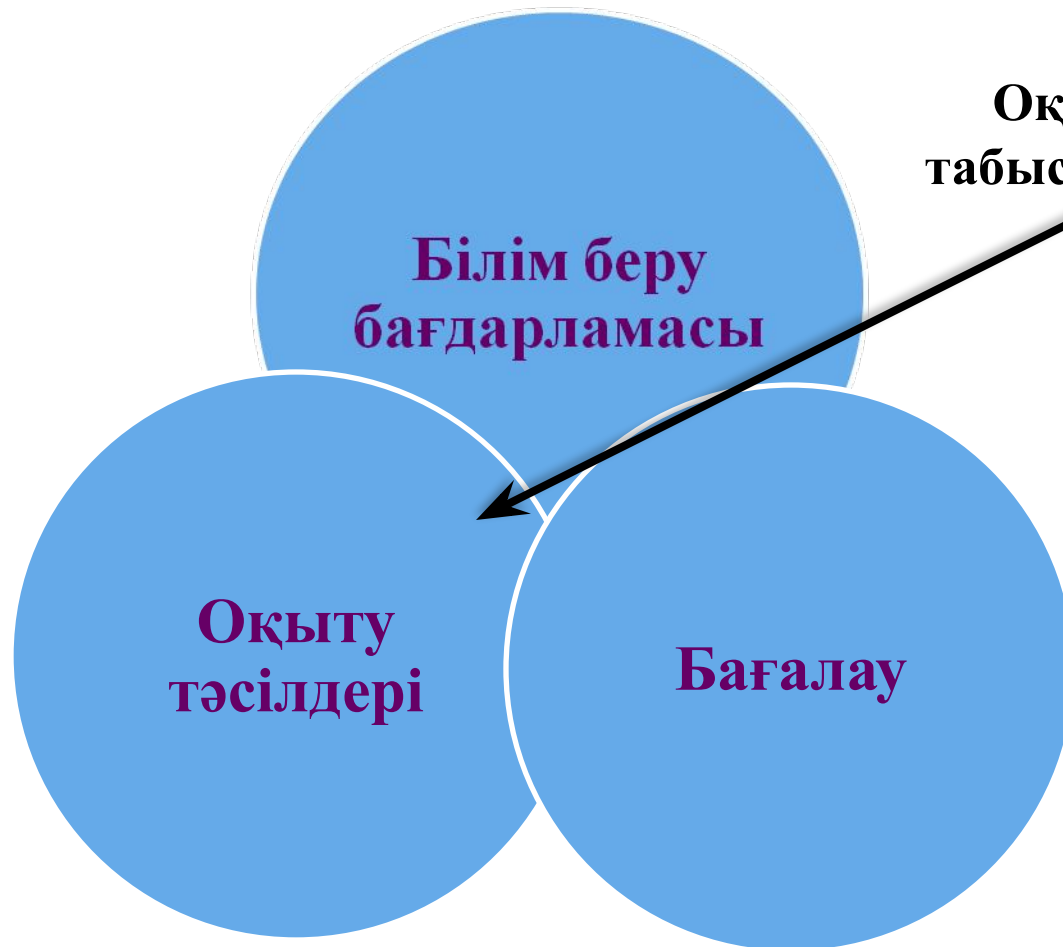 Білім беру
бағдарламасы
Оқыту
тәсілдері
Бағалау